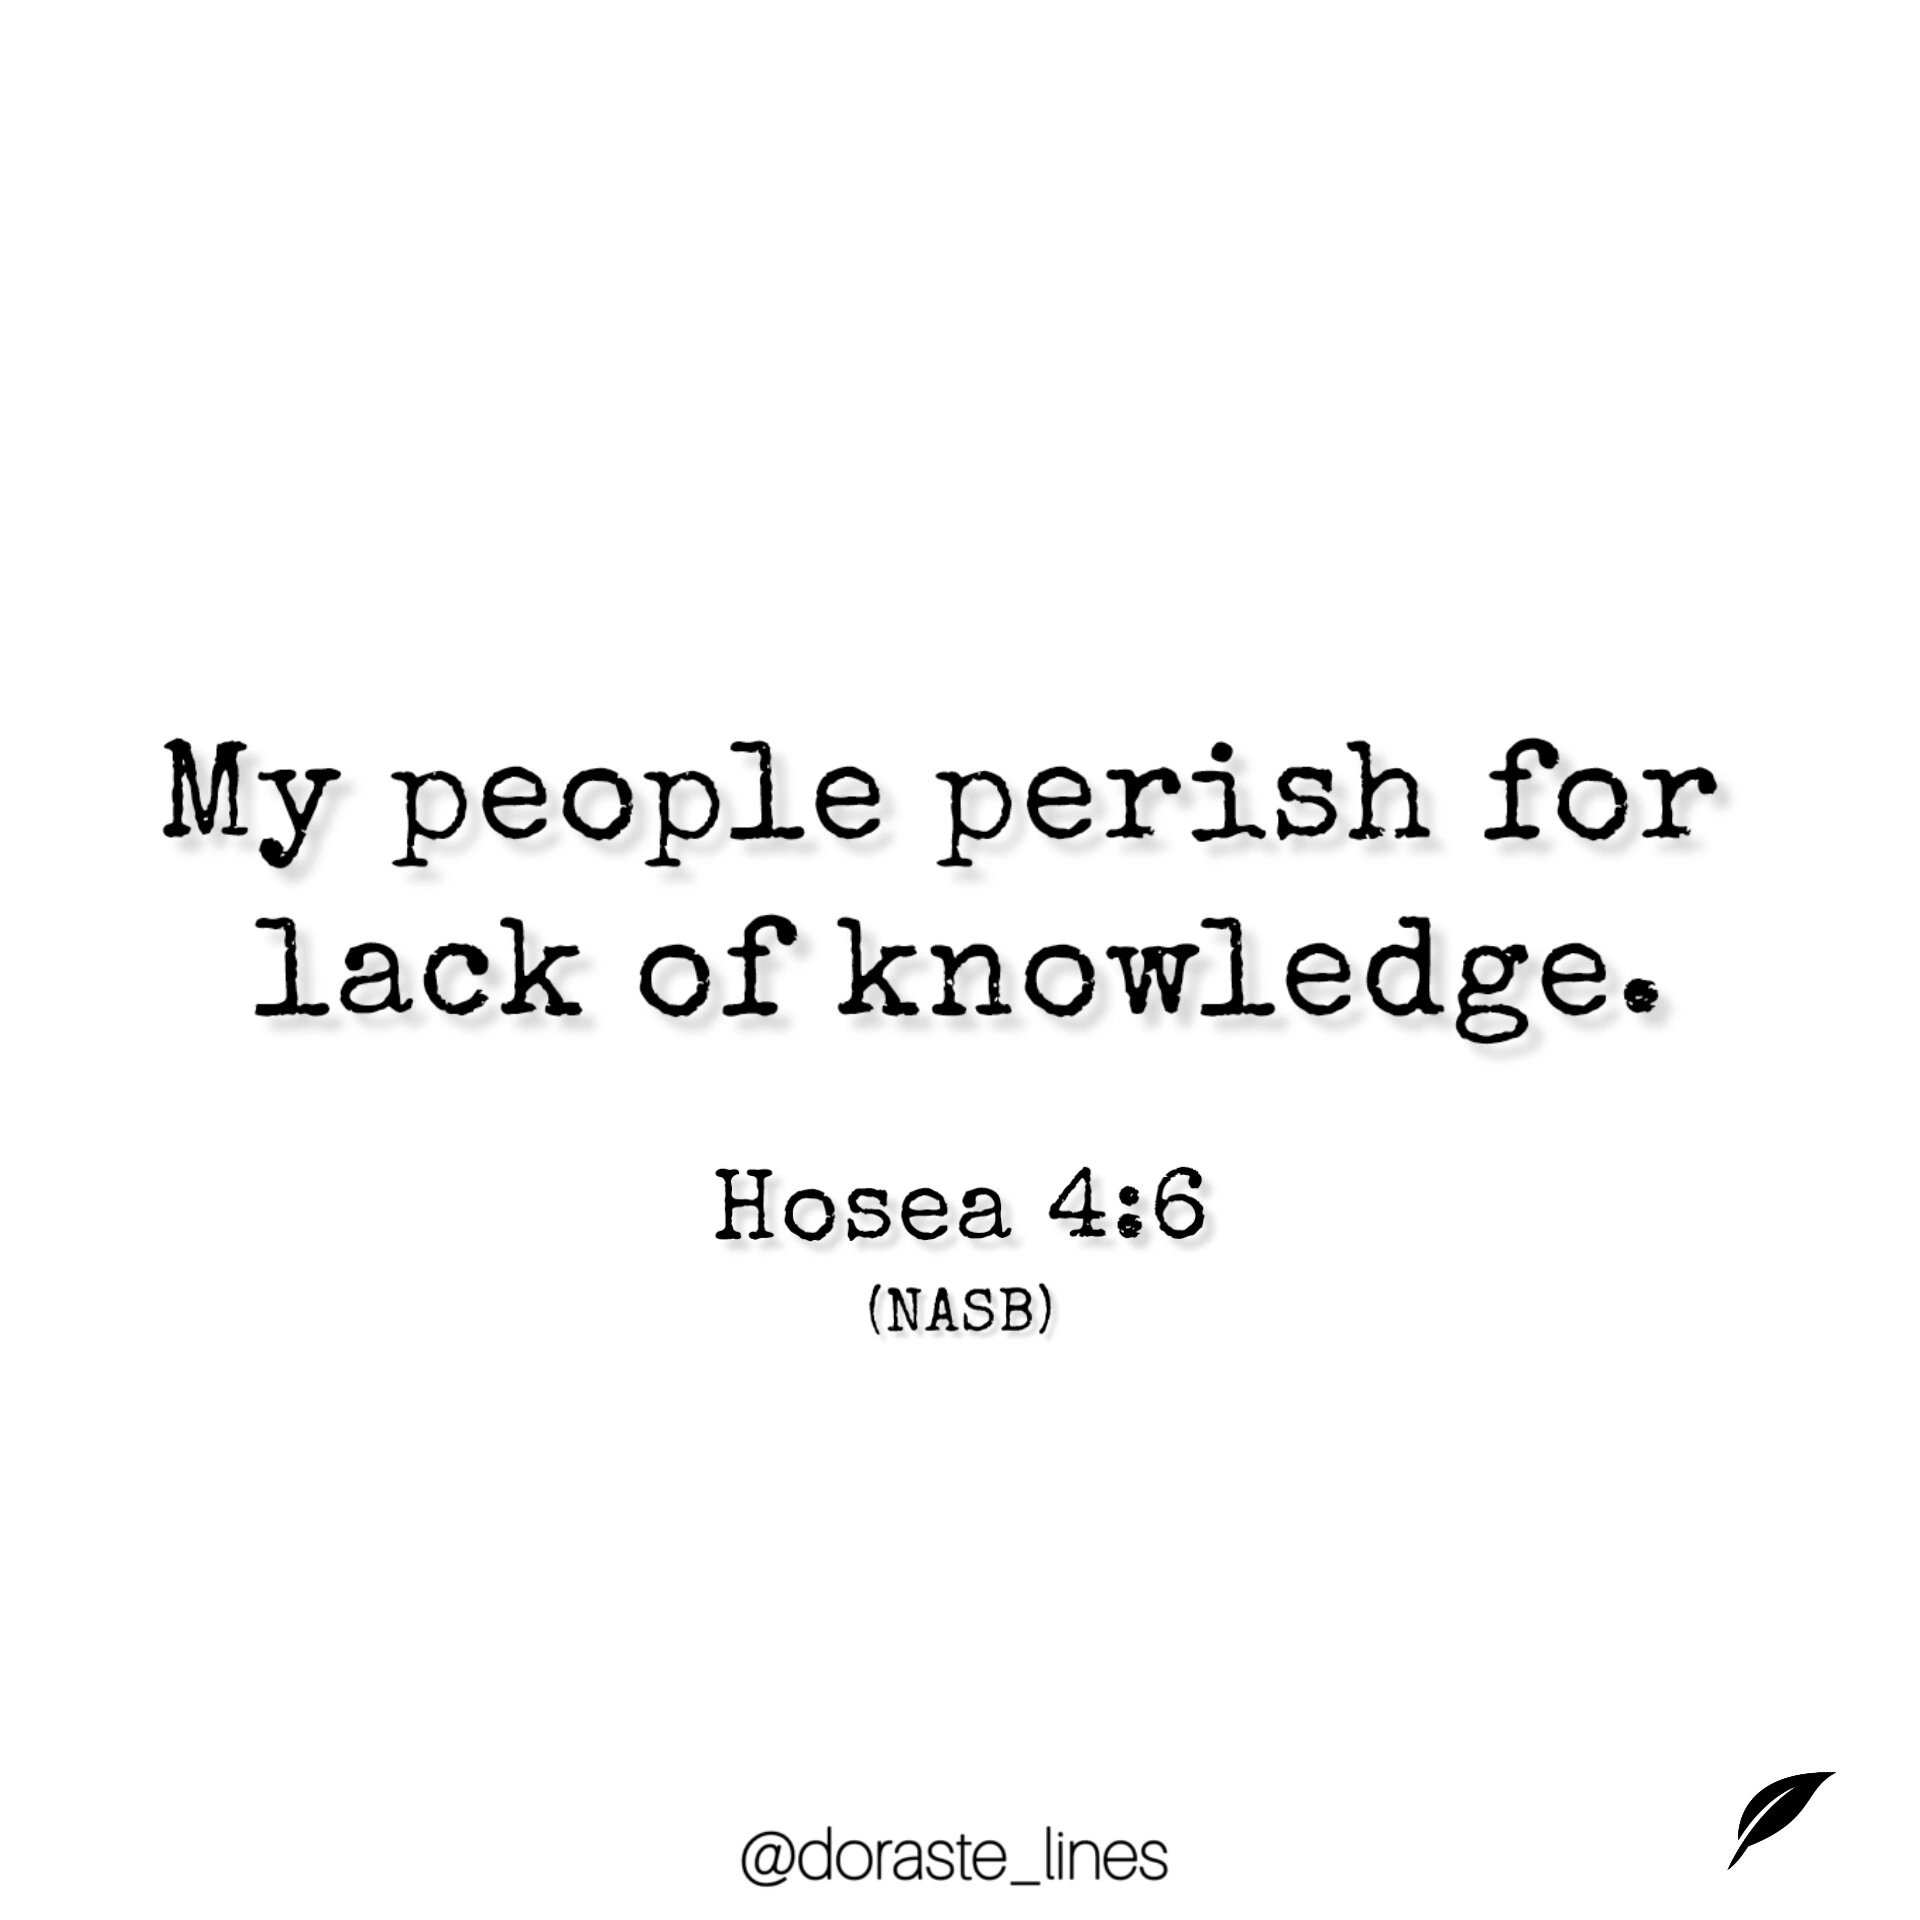 My people perish for
lack of knowledge.
Hosea 4:6
(NASB)
@doraste_lines